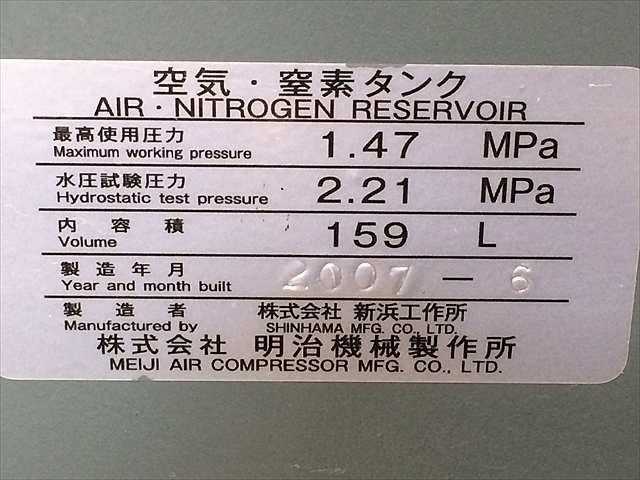 空気・窒素タンク
AIR・NITROGEN RESERVOIR
最高使用圧力 1.47 MPa
Maximum working pressure
水圧試験圧力 2.21 MPa
Hydrostatic test pressure
内容積 159 L
Volume
製造年月 2007 - 6
Year and month built
製造者 株式会社 新浜工作所
Manufactured by SHINHAMA MFG. CO., LTD.
株式会社 明治機械製作所
MEIJI AIR COMPRESSOR MFG. CO., LTD.